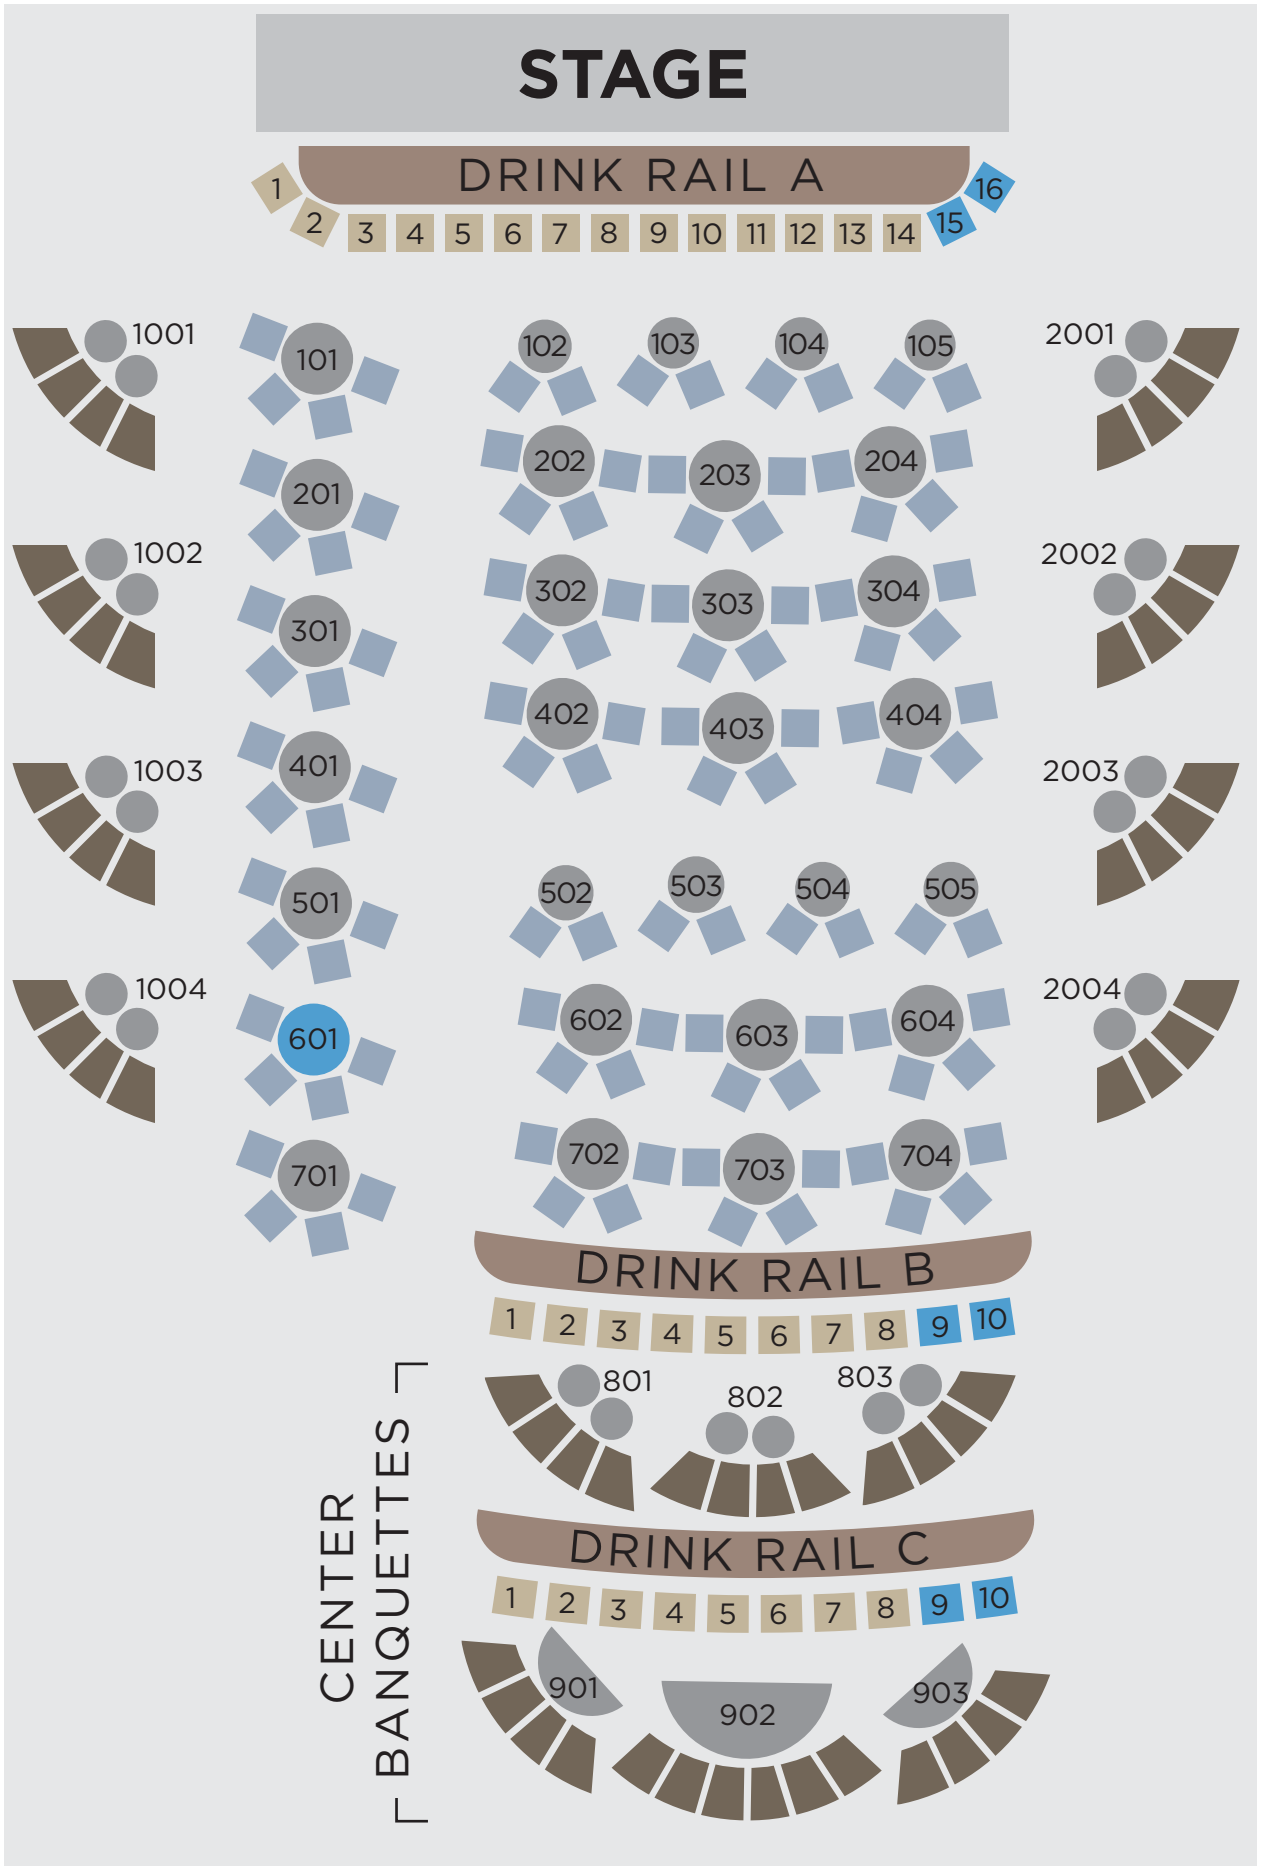 STAGE
DRINK RAIL A
1 2 3 4 5 6 7 8 9 10 11 12 13 14 15 16
1001 101 102 103 104 105 2001
201 202 203 204
1002 301 302 303 304 2002
401 402 403 404
1003 2003
501 502 503 504 505
1004 2004
601 602 603 604
701 702 703 704
DRINK RAIL B
1 2 3 4 5 6 7 8 9 10
801 802 803
CENTER
BANQUETTES
DRINK RAIL C
1 2 3 4 5 6 7 8 9 10
901 902 903